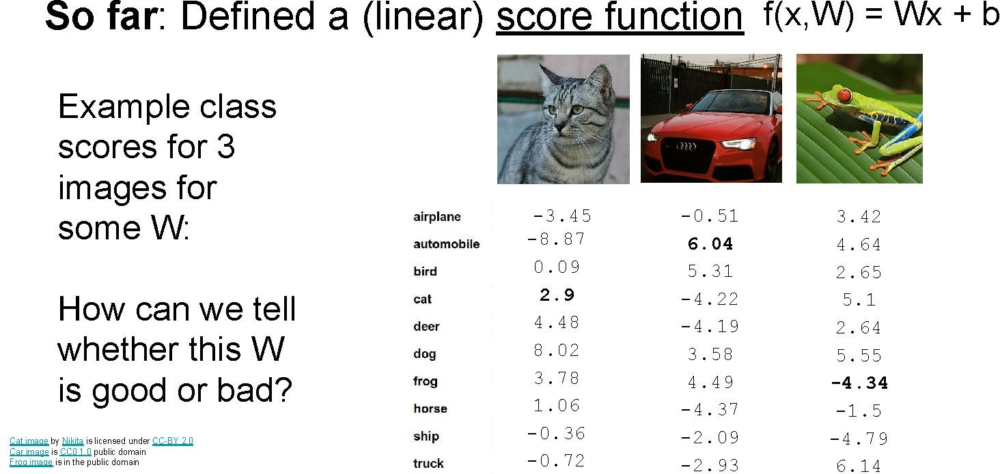 So far: Defined a (linear) score function f(x,W) = Wx + b
Example class
scores for 3
images for
some W:
How can we tell
whether this W
is good or bad?
airplane -3.45 -0.51 3.42
automobile -8.87 6.04 4.64
bird 0.09 5.31 2.65
cat 2.9 -4.22 5.1
deer 4.48 -4.19 2.64
dog 8.02 3.58 5.55
frog 3.78 4.49 -4.34
horse 1.06 -4.37 -1.5
ship -0.36 -2.09 -4.79
truck -0.72 -2.93 6.14
Cat image by Nikita is licensed under CC-BY 2.0
Car image is CC0 1.0 public domain
Frog image is in the public domain